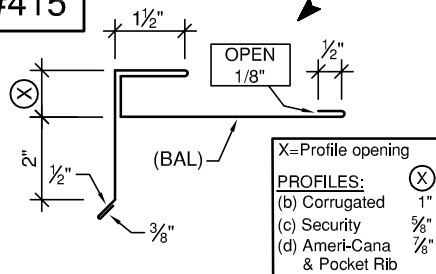 #415
1½"
OPEN
1/8"
½"
X
2"
½"
(BAL)
⅜"
X=Profile opening
PROFILES: X
(b) Corrugated 1"
(c) Security ⅝"
(d) Ameri-Cana ⅞"
& Pocket Rib